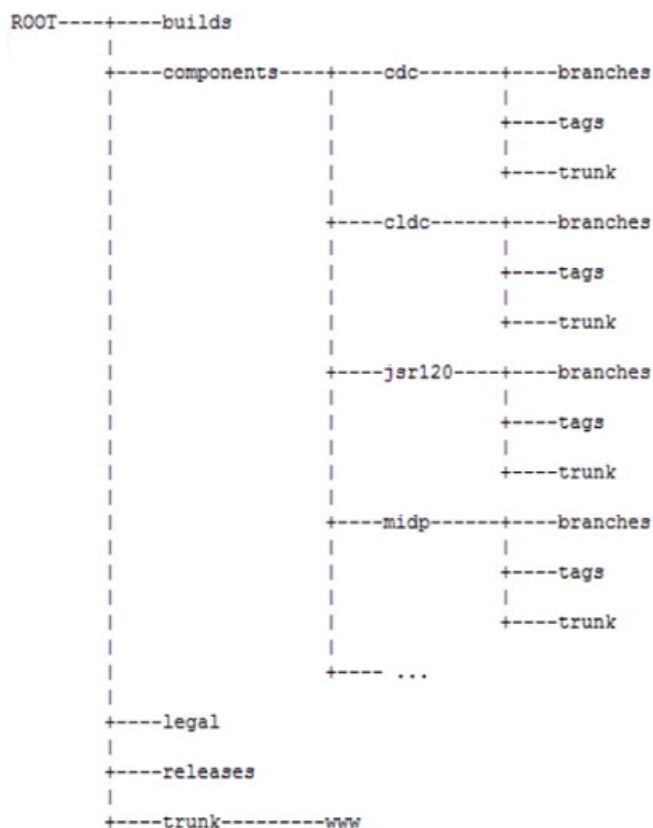 ROOT----+----builds
        |
        +----components----+----cdc-------+----branches
        |                  |              |
        |                  |              +----tags
        |                  |              |
        |                  |              +----trunk
        |                  |
        |                  +----cldc------+----branches
        |                  |              |
        |                  |              +----tags
        |                  |              |
        |                  |              +----trunk
        |                  |
        |                  +----jsr120----+----branches
        |                  |              |
        |                  |              +----tags
        |                  |              |
        |                  |              +----trunk
        |                  |
        |                  +----midp------+----branches
        |                  |              |
        |                  |              +----tags
        |                  |              |
        |                  |              +----trunk
        |                  |
        |                  +---- ...
        |
        +----legal
        |
        +----releases
        |
        +----trunk---------www